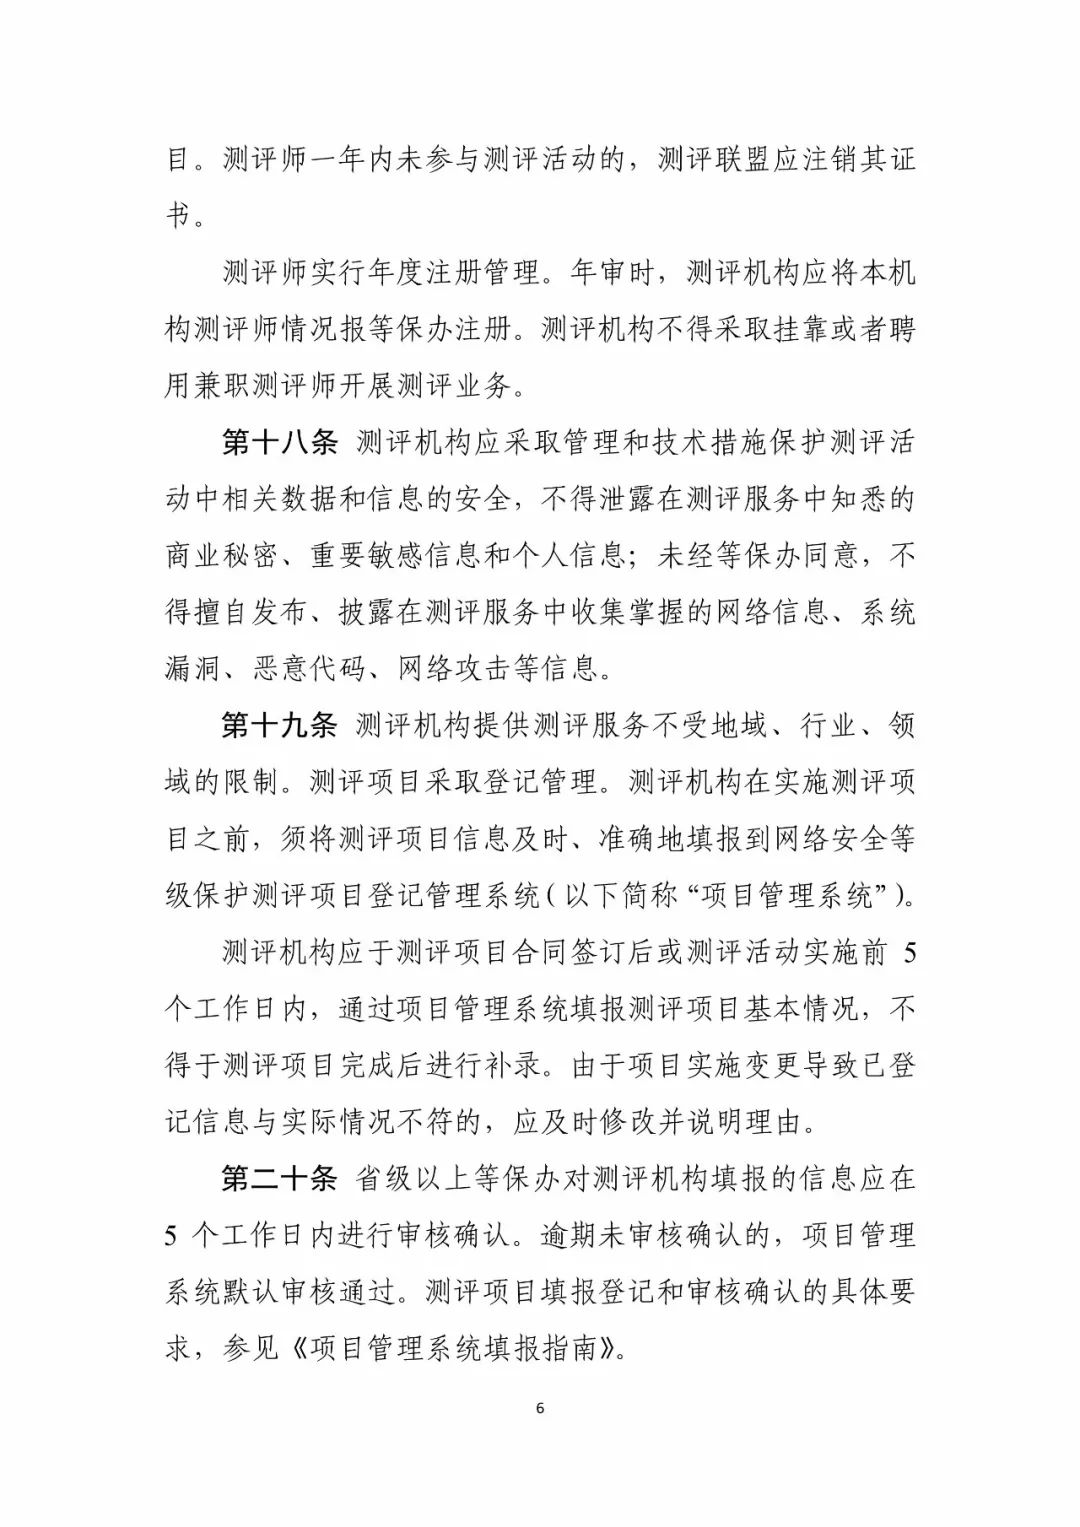 目。测评师一年内未参与测评活动的，测评联盟应注销其证
书。
测评师实行年度注册管理。年审时，测评机构应将本机
构测评师情况报等保办注册。测评机构不得采取挂靠或者聘
用兼职测评师开展测评业务。
第十八条 测评机构应采取管理和技术措施保护测评活
动中相关数据和信息的安全，不得泄露在测评服务中知悉的
商业秘密、重要敏感信息和个人信息；未经等保办同意，不
得擅自发布、披露在测评服务中收集掌握的网络信息、系统
漏洞、恶意代码、网络攻击等信息。
第十九条 测评机构提供测评服务不受地域、行业、领
域的限制。测评项目采取登记管理。测评机构在实施测评项
目之前，须将测评项目信息及时、准确地填报到网络安全等
级保护测评项目登记管理系统（以下简称“项目管理系统”）。
测评机构应于测评项目合同签订后或测评活动实施前 5
个工作日内，通过项目管理系统填报测评项目基本情况，不
得于测评项目完成后进行补录。由于项目实施变更导致已登
记信息与实际情况不符的，应及时修改并说明理由。
第二十条 省级以上等保办对测评机构填报的信息应在
5 个工作日内进行审核确认。逾期未审核确认的，项目管理
系统默认审核通过。测评项目填报登记和审核确认的具体要
求，参见《项目管理系统填报指南》。
6